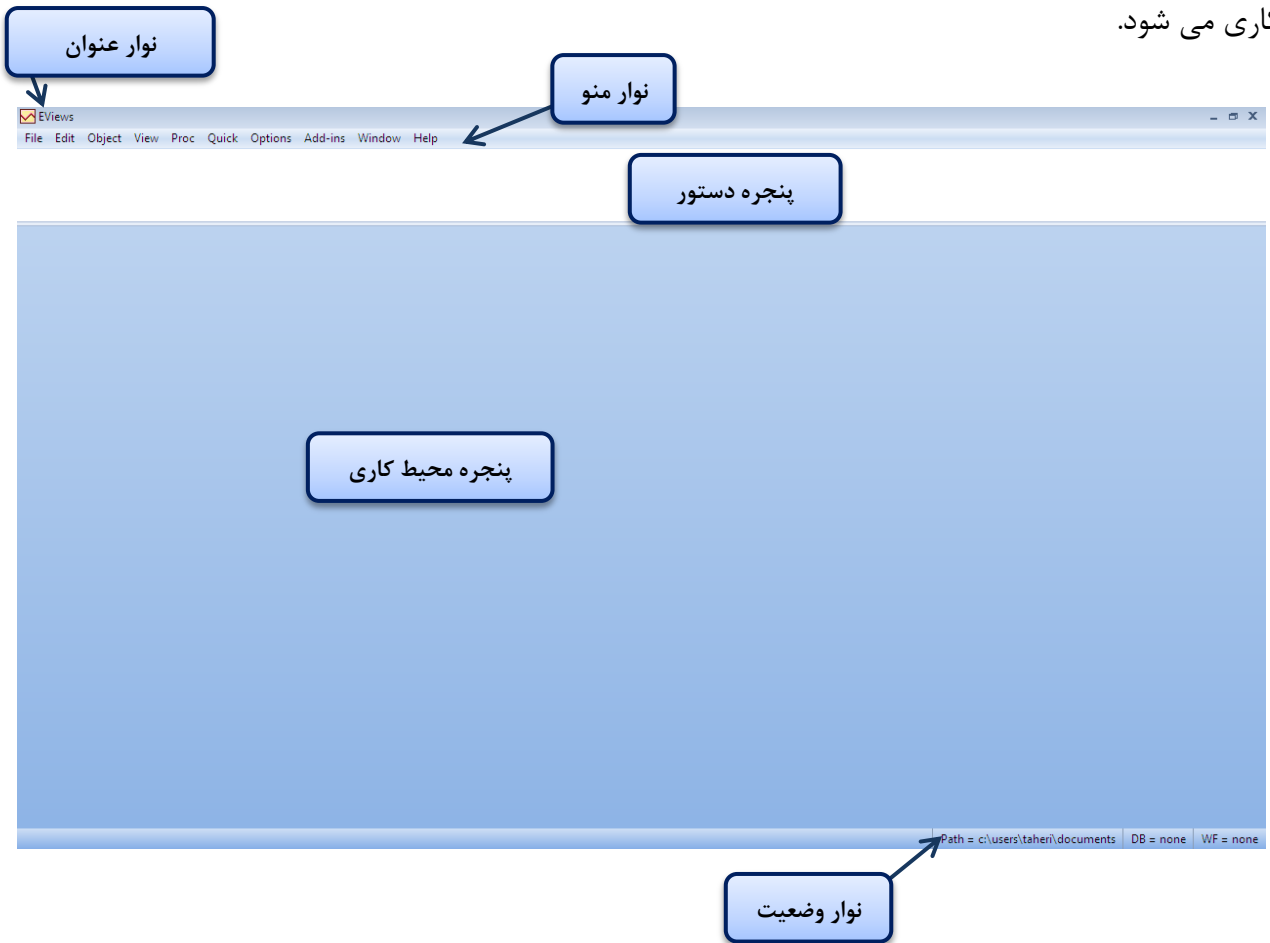 کاری می شود.
نوار عنوان
نوار منو
EViews
File Edit Object View Proc Quick Options Add-ins Window Help
پنجره دستور
پنجره محیط کاری
Path = c:\users\taheri\documents DB = none WF = none
نوار وضعیت